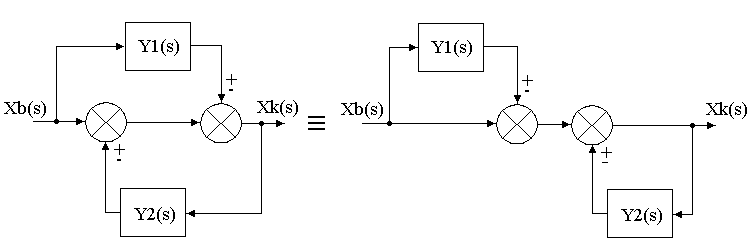 Y1(s)
Xb(s)
+
-
Xk(s)
+
-
Y2(s)
≡
Y1(s)
Xb(s)
+
-
Xk(s)
+
-
Y2(s)